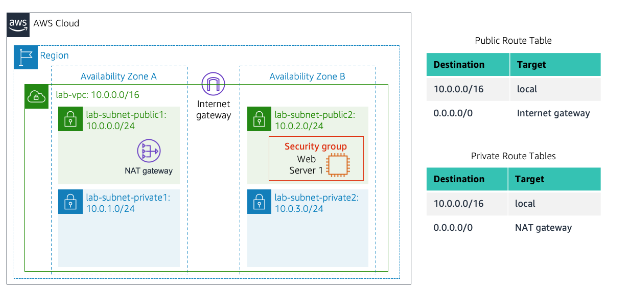 aws
AWS Cloud
Region
Availability Zone A
Availability Zone B
lab-vpc: 10.0.0.0/16
Internet
gateway
lab-subnet-public1:
10.0.0.0/24
NAT gateway
lab-subnet-public2:
10.0.2.0/24
Security group
Web
Server 1
lab-subnet-private1:
10.0.1.0/24
lab-subnet-private2:
10.0.3.0/24
Public Route Table
Destination Target
10.0.0.0/16 local
0.0.0.0/0 Internet gateway
Private Route Tables
Destination Target
10.0.0.0/16 local
0.0.0.0/0 NAT gateway